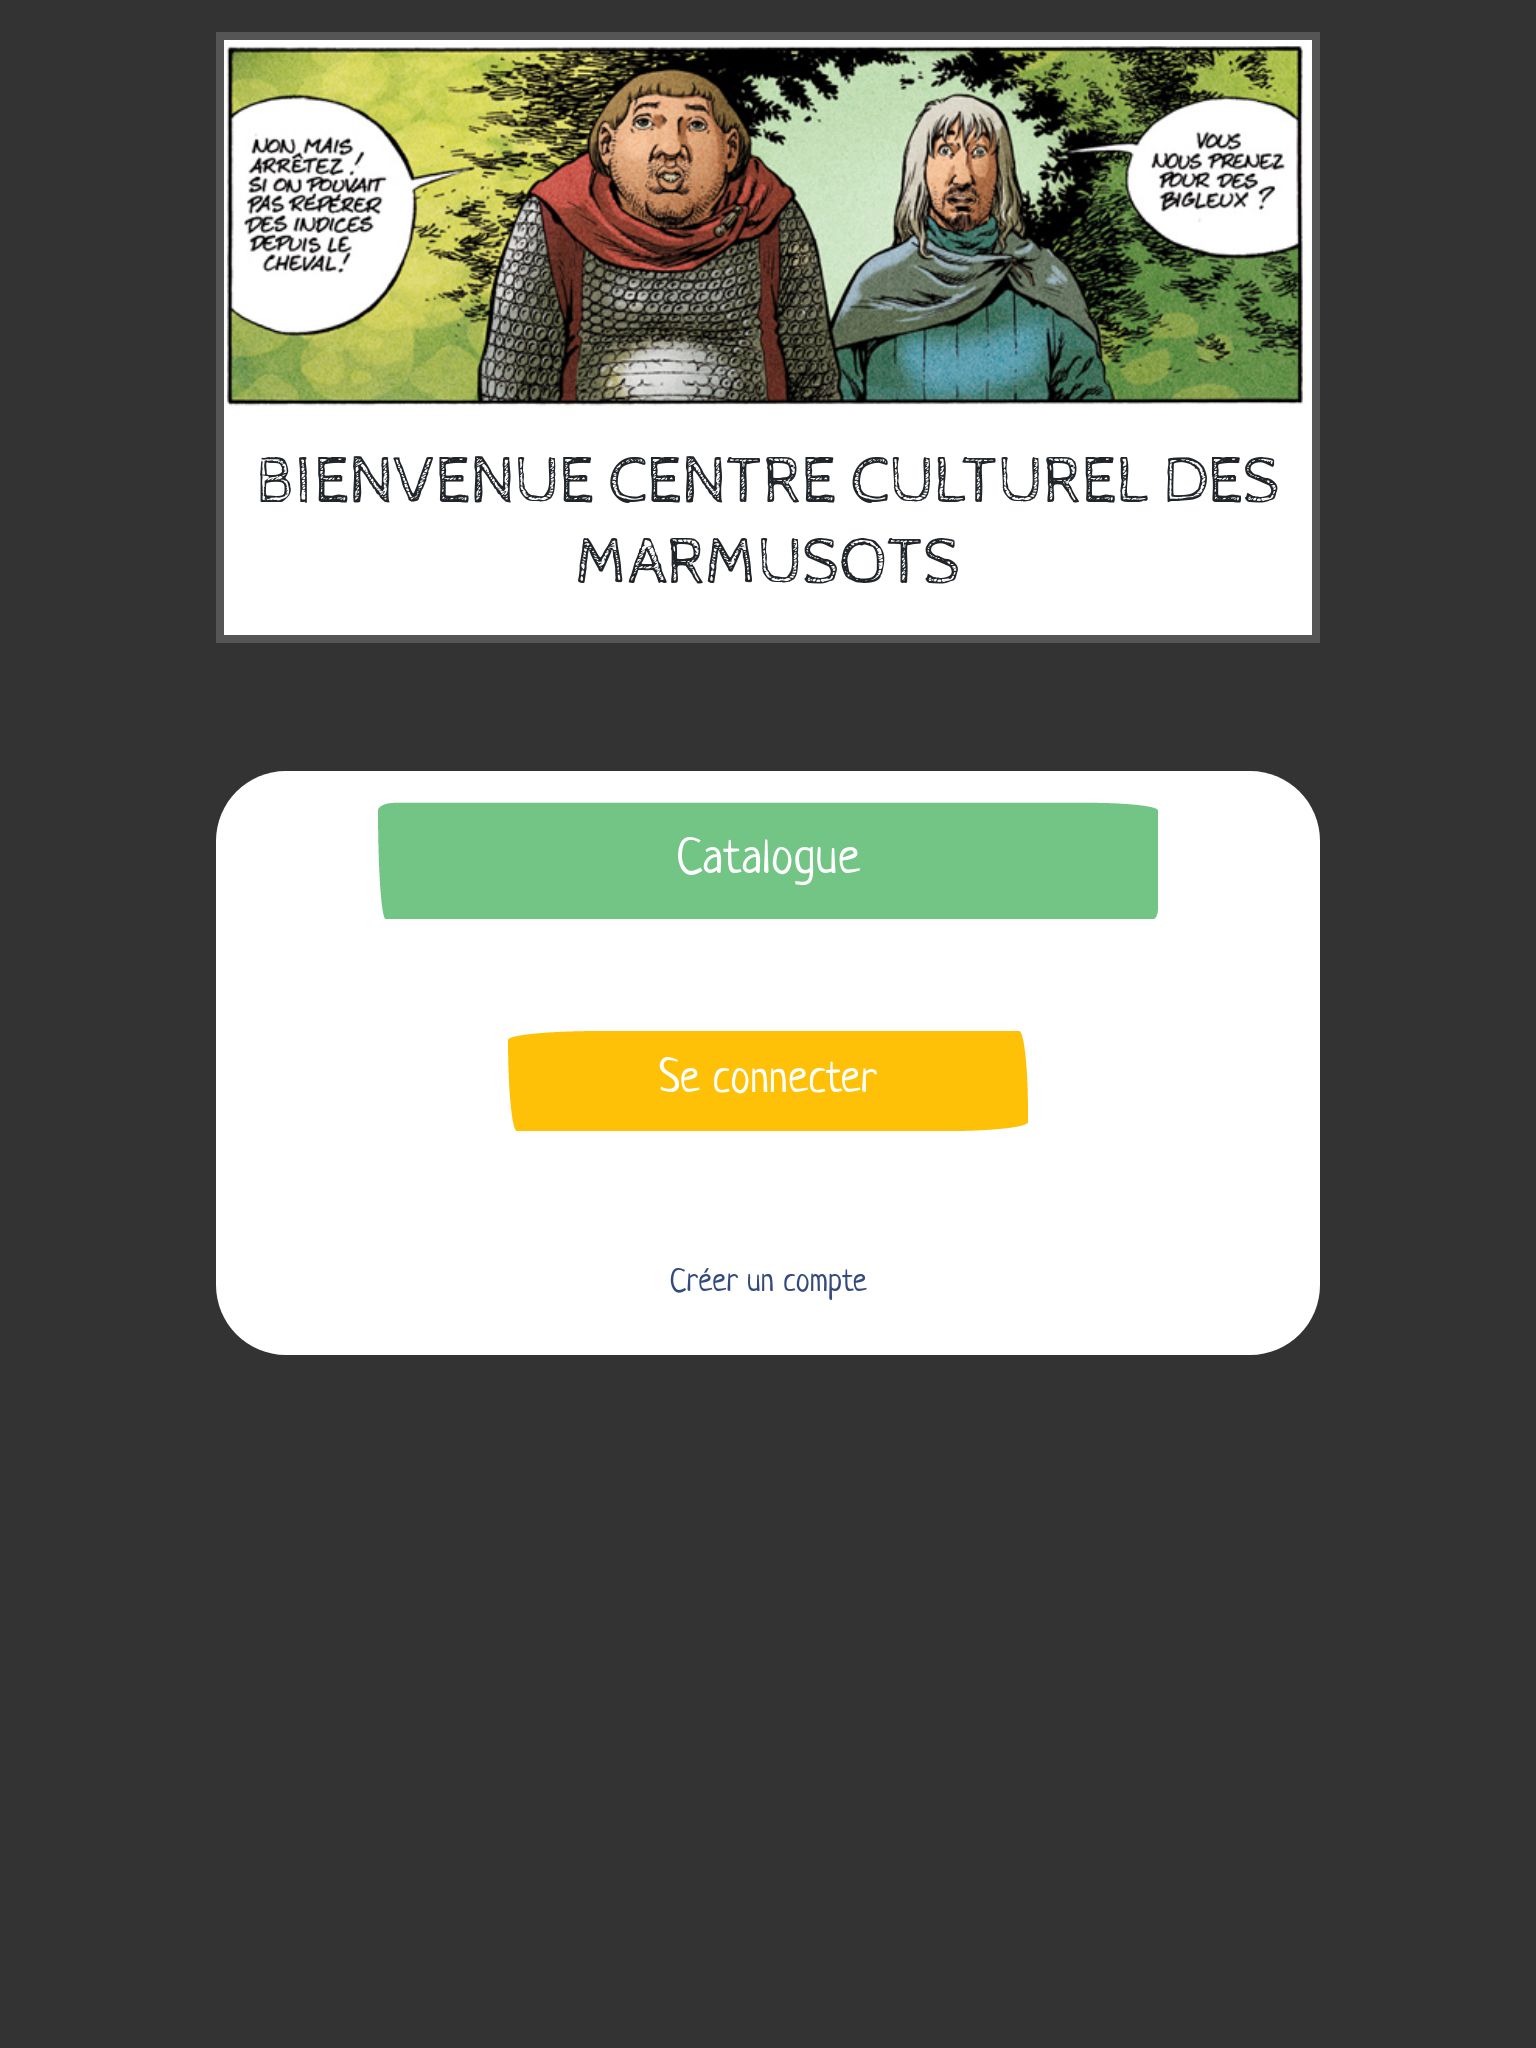 NON, MAIS
ARRÊTEZ !
SI ON POUVAIT
PAS REPÉRER
DES INDICES
DEPUIS LE
CHEVAL !
VOUS
NOUS PRENEZ
POUR DES
BIGLEUX ?
BIENVENUE CENTRE CULTUREL DES
MARMUSOTS
Catalogue
Se connecter
Créer un compte